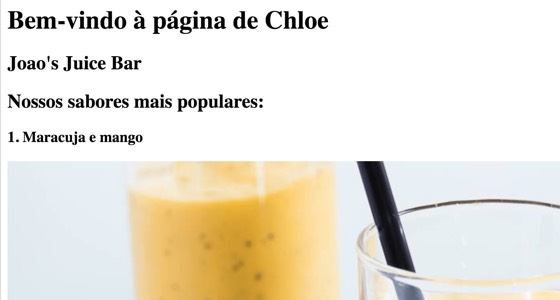 Bem-vindo à página de Chloe
Joao's Juice Bar
Nossos sabores mais populares:
1. Maracuja e mango